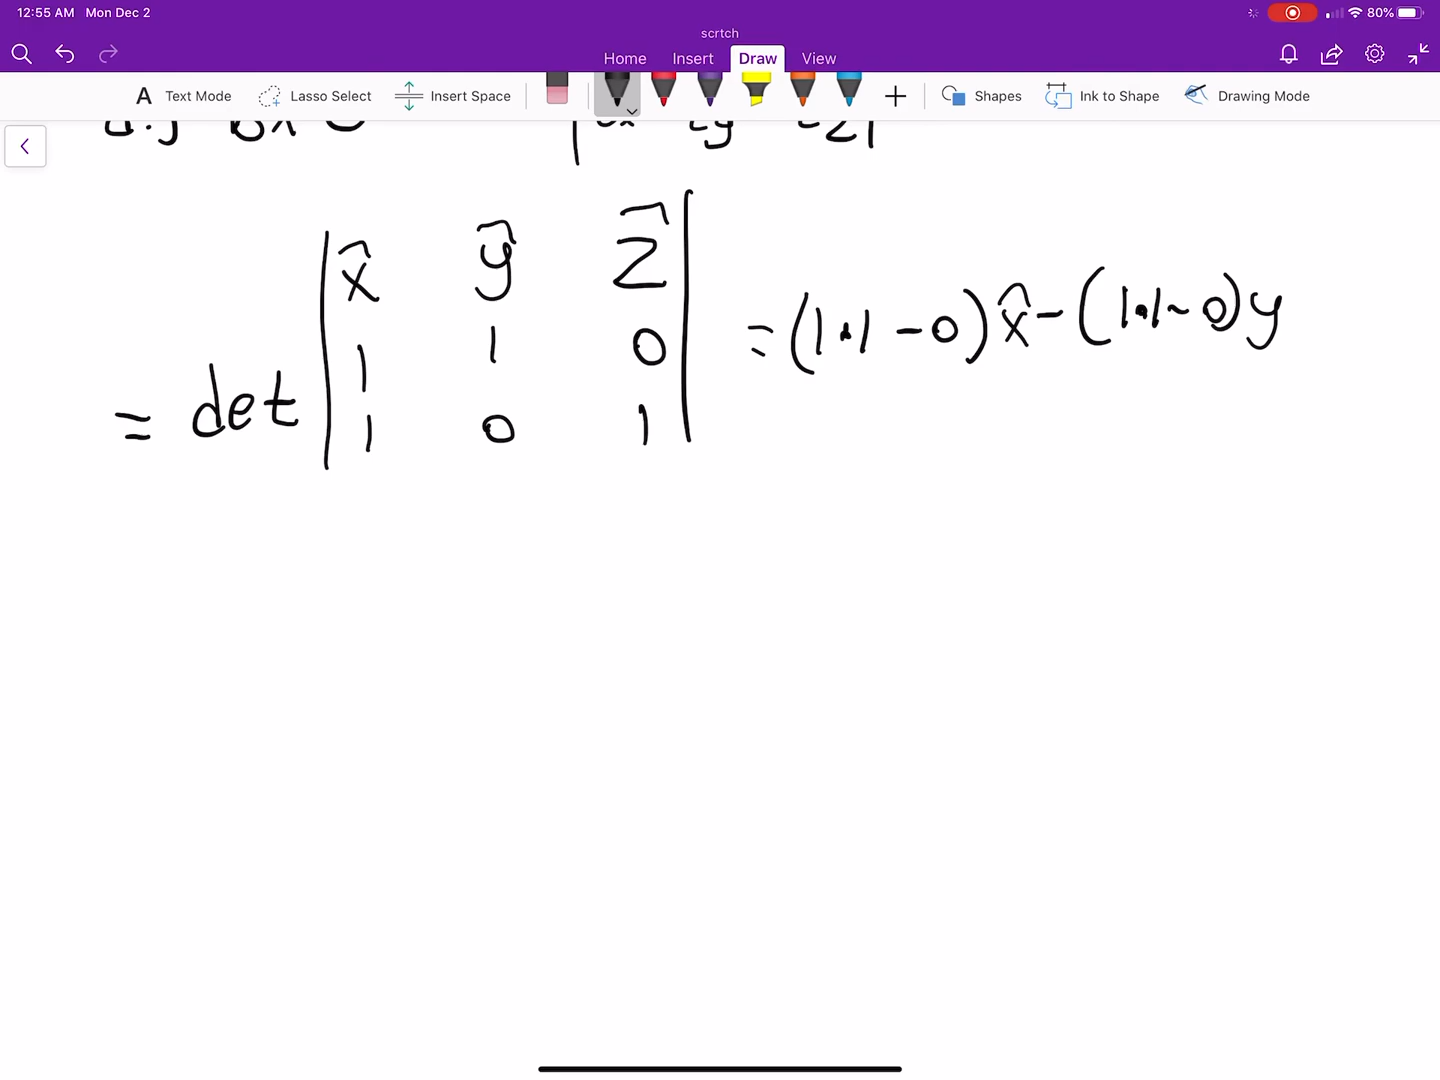 12:55 AM Mon Dec 2
80%
scrtch
Home Insert Draw View
Text Mode Lasso Select Insert Space Shapes Ink to Shape Drawing Mode
x̂ ŷ ẑ
= (1·1 - 0)x̂ - (1·1 - 0)y
1 1 0
= det
1 0 1